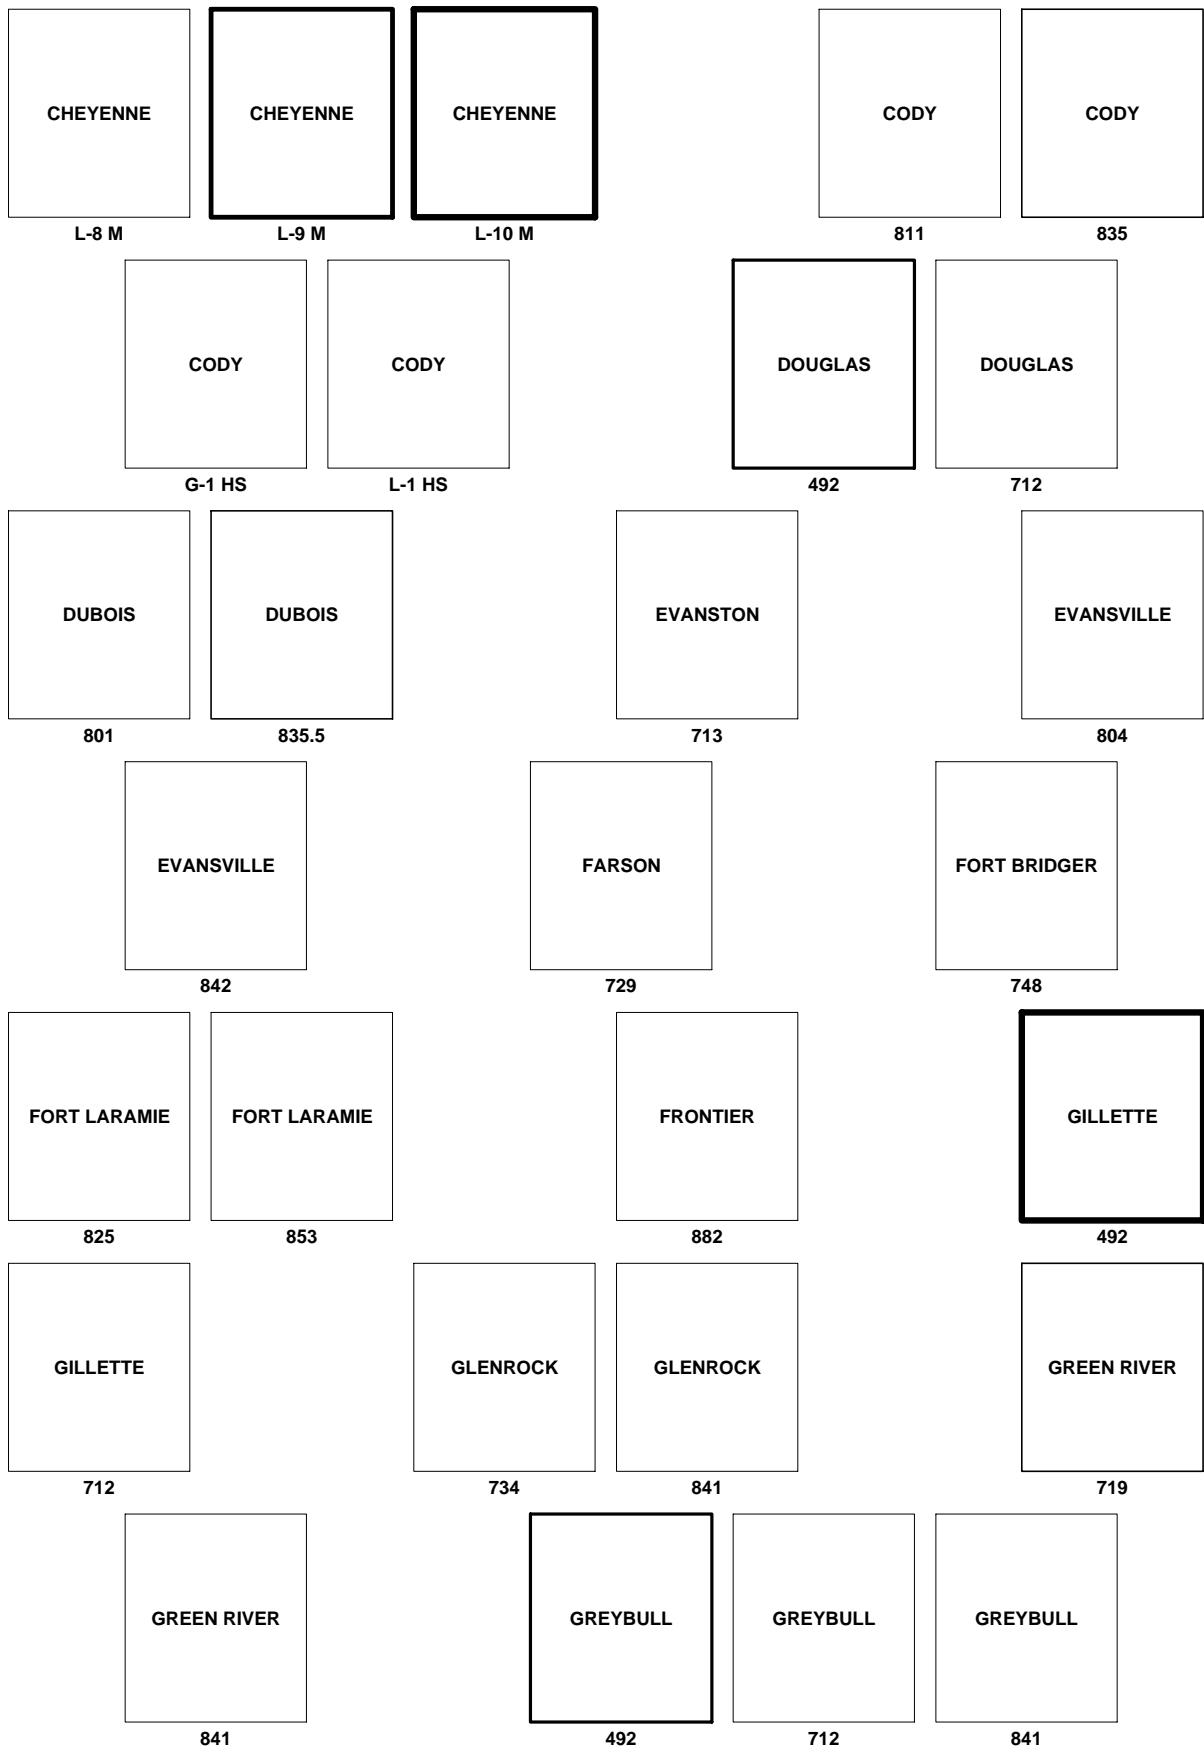 CHEYENNE CHEYENNE CHEYENNE CODY CODY
L-8 M L-9 M L-10 M 811 835
CODY CODY DOUGLAS DOUGLAS
G-1 HS L-1 HS 492 712
DUBOIS DUBOIS EVANSTON EVANSVILLE
801 835.5 713 804
EVANSVILLE FARSON FORT BRIDGER
842 729 748
FORT LARAMIE FORT LARAMIE FRONTIER GILLETTE
825 853 882 492
GILLETTE GLENROCK GLENROCK GREEN RIVER
712 734 841 719
GREEN RIVER GREYBULL GREYBULL GREYBULL
841 492 712 841